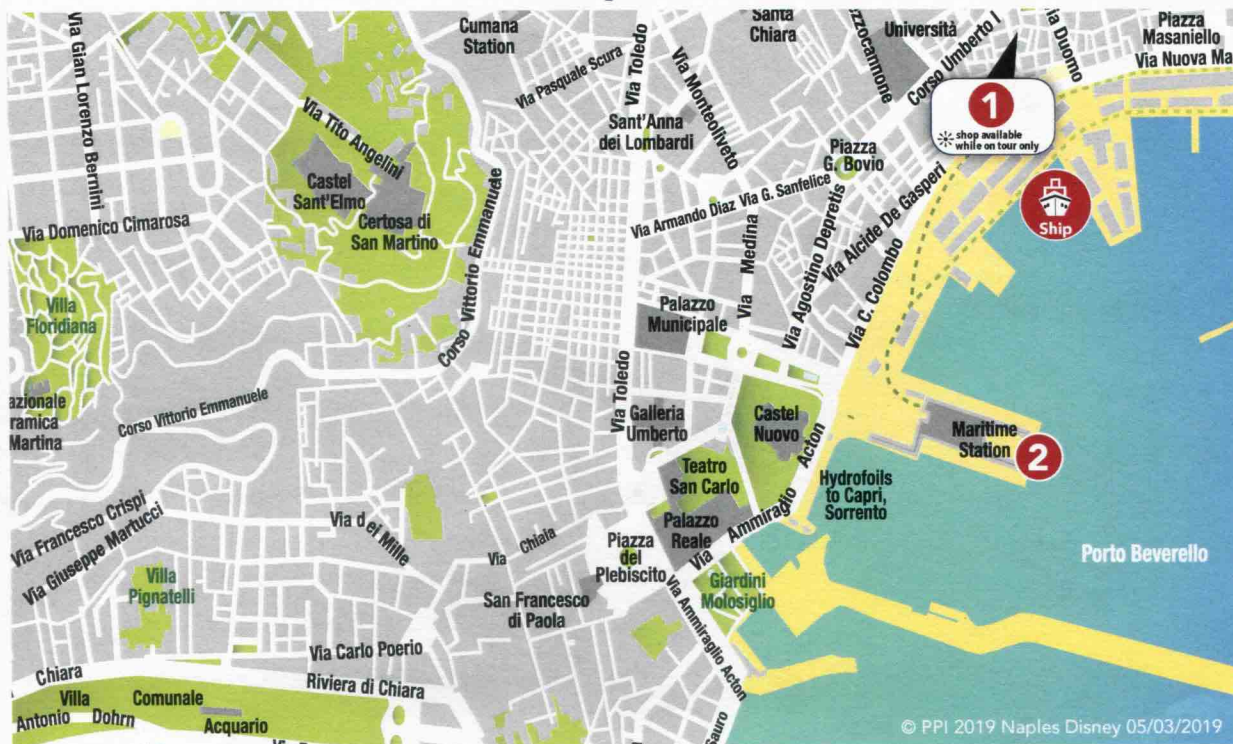 Via Gian Lorenzo Bernini
Cumana
Station
Via Pasquale Scura
Via Toledo
Via Monteoliveto
Santa
Chiara
ezzocannone
Università
Corso Umberto I
ia Duomo
Piazza
Masaniello
Via Nuova Ma
1
shop available
while on tour only
Via Tito Angelini
Sant'Anna
dei Lombardi
Piazza
G. Bovio
Castel
Sant'Elmo
Certosa di
San Martino
Corso Vittorio Emmanuele
Via Armando Diaz
Via G. Sanfelice
Via Medina
Via Agostino Depretis
Via Alcide De Gasperi
Via C. Colombo
Ship
Via Domenico Cimarosa
Villa
Floridiana
Palazzo
Municipale
azionale
ramica
Martina
Corso Vittorio Emmanuele
Via Toledo
Galleria
Umberto
Castel
Nuovo
Maritime
Station
2
Teatro
San Carlo
Palazzo
Reale
Via Ammiraglio Acton
Hydrofoils
to Capri,
Sorrento
Via Francesco Crispi
Via Giuseppe Martucci
Via dei Mille
Via Chiaia
Piazza
del
Plebiscito
Porto Beverello
Villa
Pignatelli
San Francesco
di Paola
Giardini
Molosiglio
Via Ammiraglio Acton
Via Carlo Poerio
Chiara
Riviera di Chiara
Villa Comunale
Antonio Dohrn
Acquario
Sauro
© PPI 2019 Naples Disney 05/03/2019